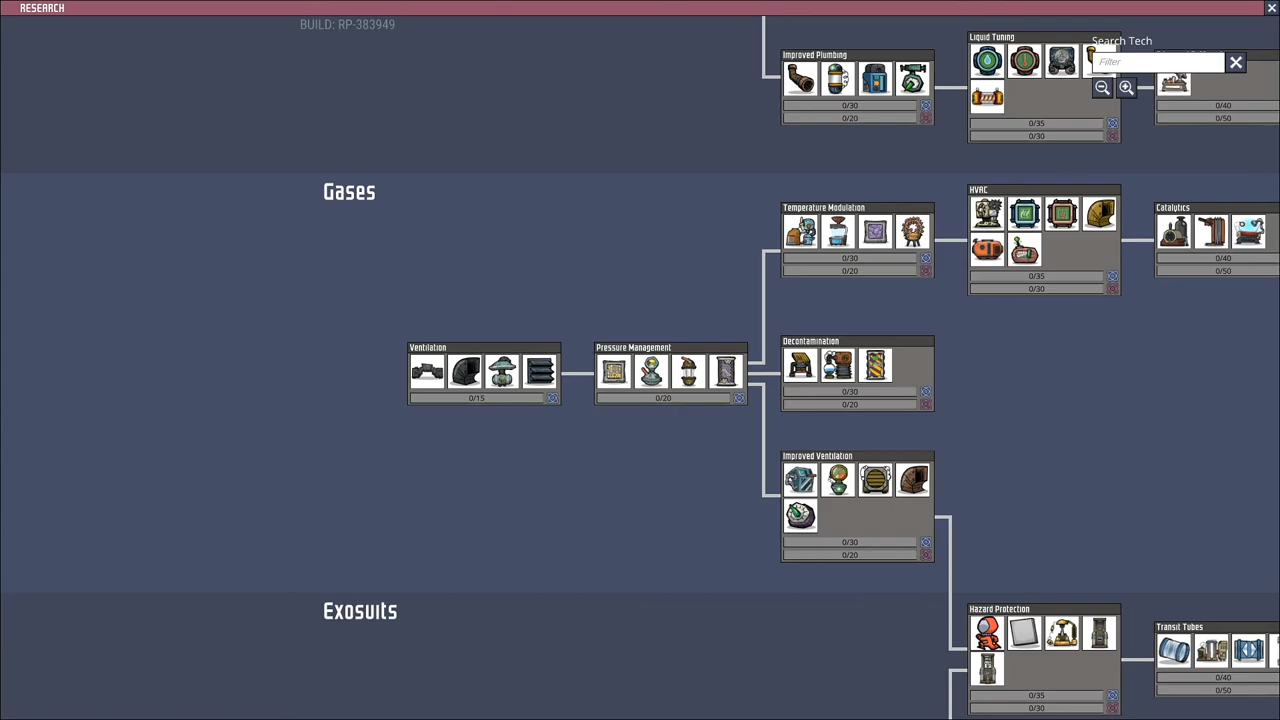 RESEARCH
BUILD: RP-383949
Search Tech
Filter
Improved Plumbing
0/30
0/20
Liquid Tuning
0/35
0/30
0/40
0/50
Gases
Temperature Modulation
0/30
0/20
HVAC
0/35
0/30
Catalytics
0/40
0/50
Ventilation
0/15
Pressure Management
0/20
Decontamination
0/30
0/20
Improved Ventilation
0/30
0/20
Exosuits
Hazard Protection
0/35
0/30
Transit Tubes
0/40
0/50